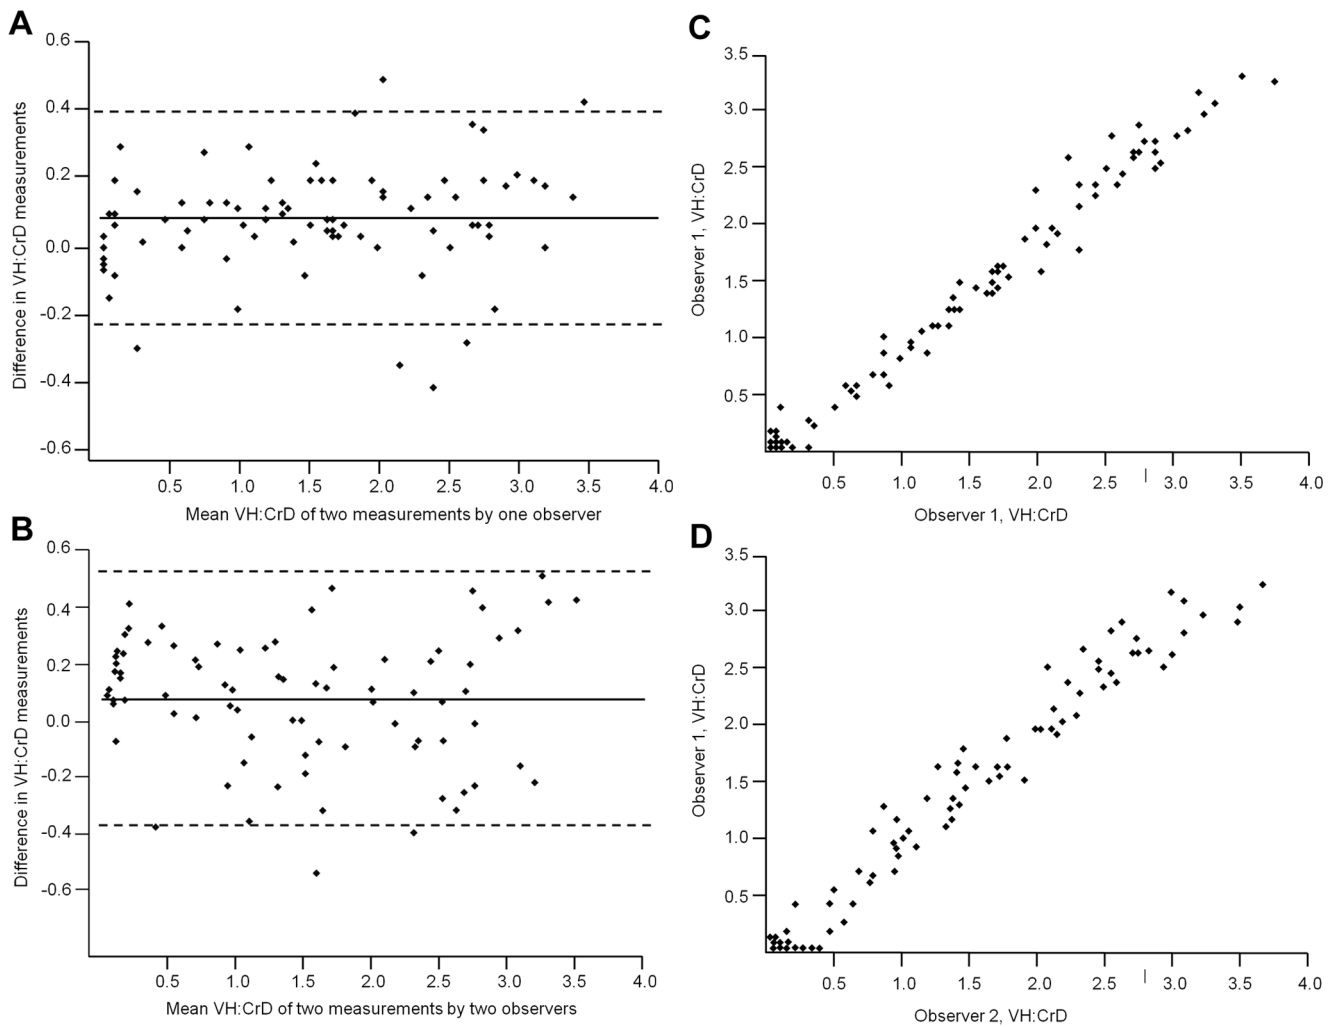 A
0.6
0.4
0.2
0.0
-0.2
-0.4
-0.6
Difference in VH:CrD measurements
0.5 1.0 1.5 2.0 2.5 3.0 3.5 4.0
Mean VH:CrD of two measurements by one observer
B
0.6
0.4
0.2
0.0
-0.2
-0.4
-0.6
Difference in VH:CrD measurements
0.5 1.0 1.5 2.0 2.5 3.0 3.5 4.0
Mean VH:CrD of two measurements by two observers
C
3.5
3.0
2.5
2.0
1.5
1.0
0.5
Observer 1, VH:CrD
0.5 1.0 1.5 2.0 2.5 | 3.0 3.5 4.0
Observer 1, VH:CrD
D
3.5
3.0
2.5
2.0
1.5
1.0
0.5
Observer 1, VH:CrD
0.5 1.0 1.5 2.0 2.5 | 3.0 3.5 4.0
Observer 2, VH:CrD